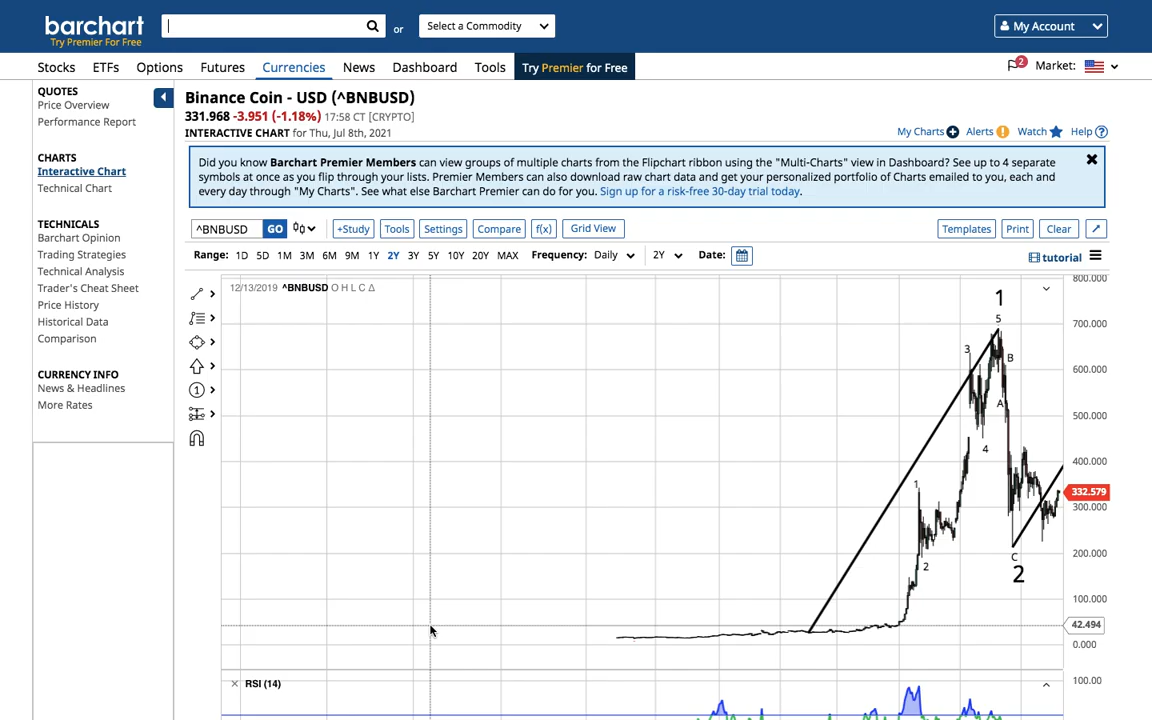 barchart
Try Premier For Free
or
Select a Commodity
My Account
Stocks ETFs Options Futures Currencies News Dashboard Tools Try Premier for Free
2 Market:
QUOTES
Price Overview
Performance Report
CHARTS
Interactive Chart
Technical Chart
TECHNICALS
Barchart Opinion
Trading Strategies
Technical Analysis
Trader's Cheat Sheet
Price History
Historical Data
Comparison
CURRENCY INFO
News & Headlines
More Rates
Binance Coin - USD (^BNBUSD)
331.968 -3.951 (-1.18%) 17:58 CT [CRYPTO]
INTERACTIVE CHART for Thu, Jul 8th, 2021
My Charts Alerts Watch Help
Did you know Barchart Premier Members can view groups of multiple charts from the Flipchart ribbon using the "Multi-Charts" view in Dashboard? See up to 4 separate
symbols at once as you flip through your lists. Premier Members can also download raw chart data and get your personalized portfolio of Charts emailed to you, each and
every day through "My Charts". See what else Barchart Premier can do for you. Sign up for a risk-free 30-day trial today.
^BNBUSD GO +Study Tools Settings Compare f(x) Grid View Templates Print Clear
Range: 1D 5D 1M 3M 6M 9M 1Y 2Y 3Y 5Y 10Y 20Y MAX Frequency: Daily 2Y Date:
tutorial
12/13/2019 ^BNBUSD O H L C Δ
800.000
1
5
700.000
3
B
600.000
A
500.000
4
400.000
1
332.579
300.000
200.000
C
2
2
100.000
42.494
0.000
RSI (14)
100.00